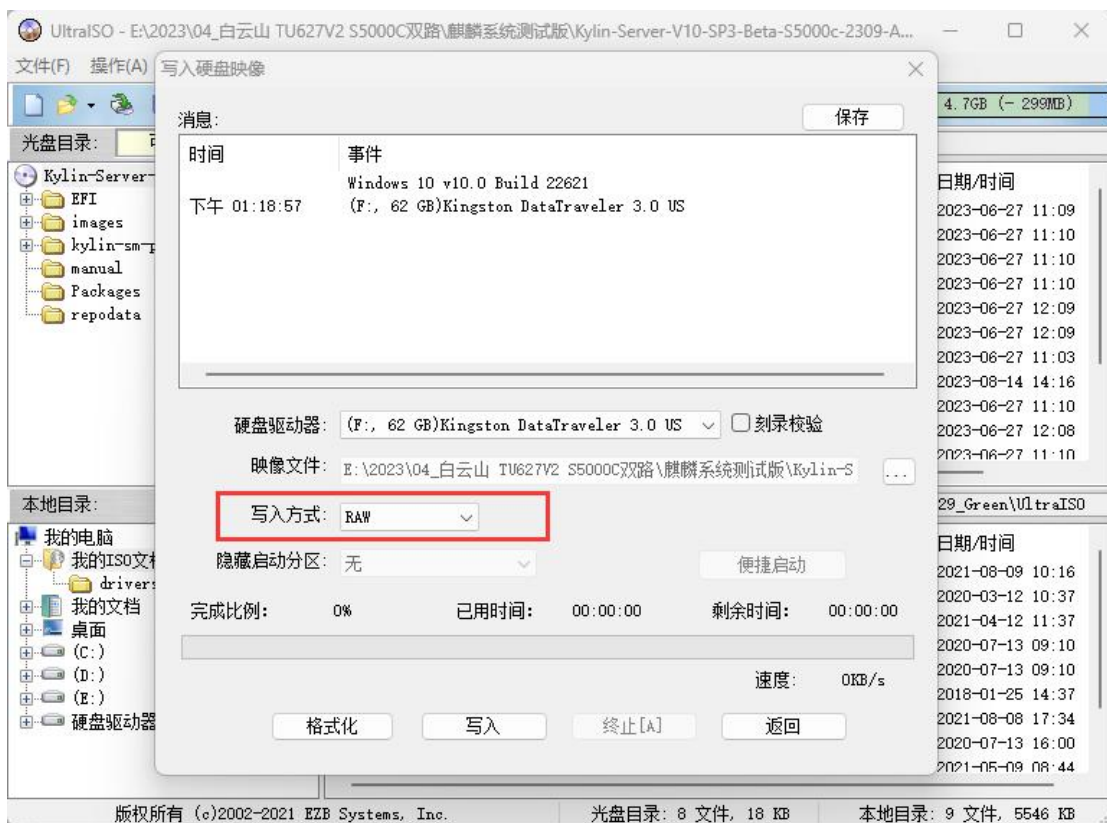 UltraISO - E:\2023\04_白云山 TU627V2 S5000C双路\麒麟系统测试版\Kylin-Server-V10-SP3-Beta-S5000c-2309-A...
文件(F) 操作(A)
写入硬盘映像
4.7GB (- 299MB)
消息:
保存
光盘目录:
时间 事件
Windows 10 v10.0 Build 22621
下午 01:18:57 (F:, 62 GB)Kingston DataTraveler 3.0 US
Kylin-Server-
EFI
images
kylin-sm-p
manual
Packages
repodata
日期/时间
2023-06-27 11:09
2023-06-27 11:10
2023-06-27 11:10
2023-06-27 11:10
2023-06-27 12:09
2023-06-27 12:09
2023-06-27 11:03
2023-08-14 14:16
2023-06-27 11:10
2023-06-27 12:08
2023-06-27 11:10
硬盘驱动器: (F:, 62 GB)Kingston DataTraveler 3.0 US 刻录校验
映像文件: E:\2023\04_白云山 TU627V2 S5000C双路\麒麟系统测试版\Kylin-S ...
写入方式: RAW
隐藏启动分区: 无 便捷启动
完成比例: 0% 已用时间: 00:00:00 剩余时间: 00:00:00
速度: 0KB/s
格式化 写入 终止[A] 返回
本地目录:
29_Green\UltraISO
我的电脑
我的ISO文
drivers
我的文档
桌面
(C:)
(D:)
(E:)
硬盘驱动器
日期/时间
2021-08-09 10:16
2020-03-12 10:37
2021-04-12 11:37
2020-07-13 09:10
2020-07-13 09:10
2018-01-25 14:37
2021-08-08 17:34
2020-07-13 16:00
2021-05-09 08:44
版权所有 (c)2002-2021 EZB Systems, Inc. 光盘目录: 8 文件, 18 KB 本地目录: 9 文件, 5546 KB